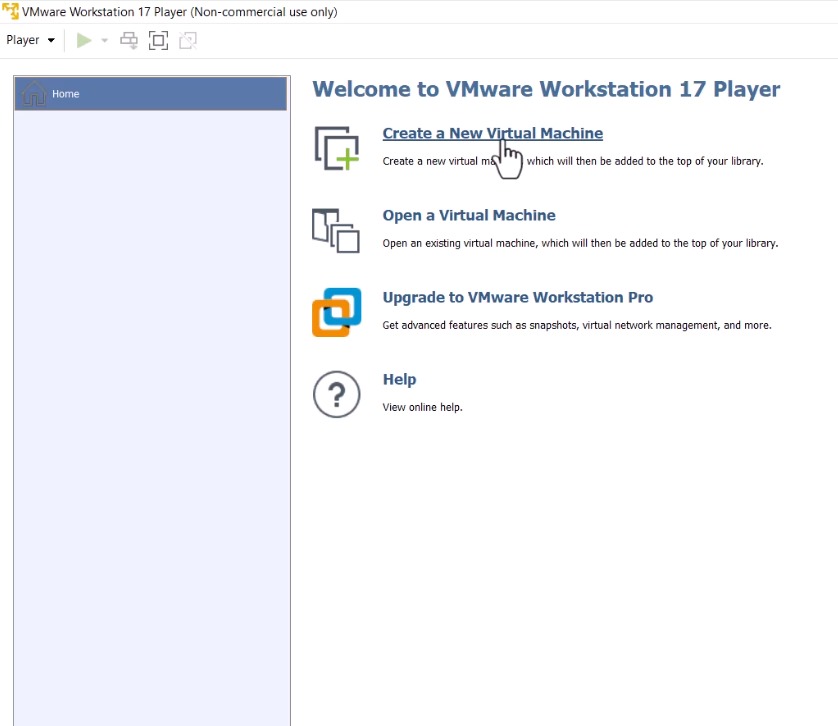 VMware Workstation 17 Player (Non-commercial use only)
Player
Home
Welcome to VMware Workstation 17 Player
Create a New Virtual Machine
Create a new virtual m which will then be added to the top of your library.
Open a Virtual Machine
Open an existing virtual machine, which will then be added to the top of your library.
Upgrade to VMware Workstation Pro
Get advanced features such as snapshots, virtual network management, and more.
Help
View online help.